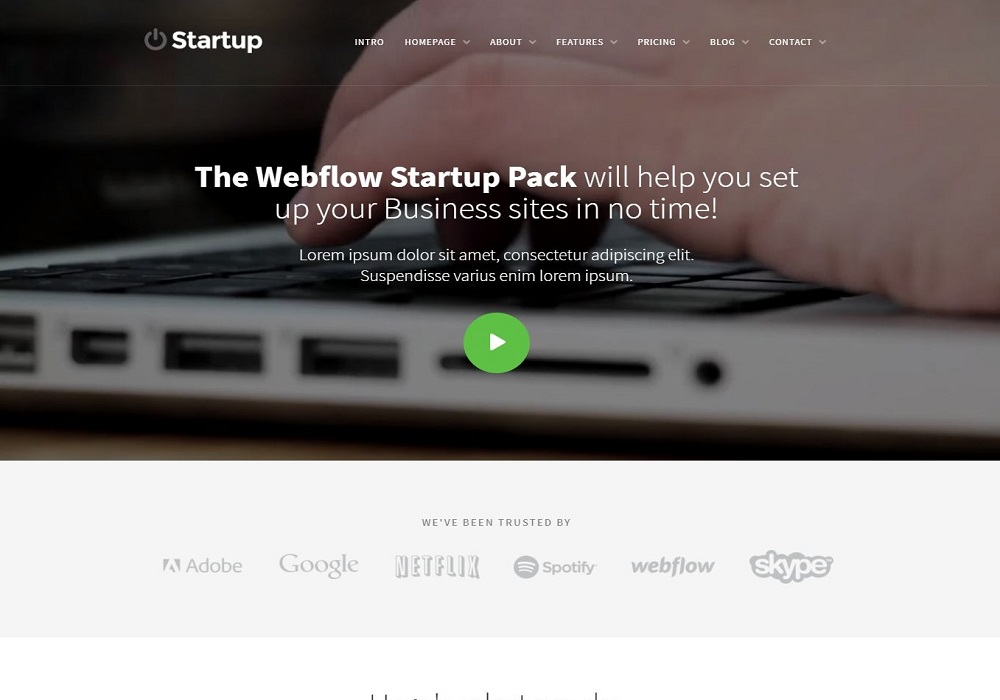 Startup
INTRO HOMEPAGE ABOUT FEATURES PRICING BLOG CONTACT
The Webflow Startup Pack will help you set
up your Business sites in no time!
Lorem ipsum dolor sit amet, consectetur adipiscing elit.
Suspendisse varius enim lorem ipsum.
WE'VE BEEN TRUSTED BY
Adobe Google NETFLIX Spotify webflow skype